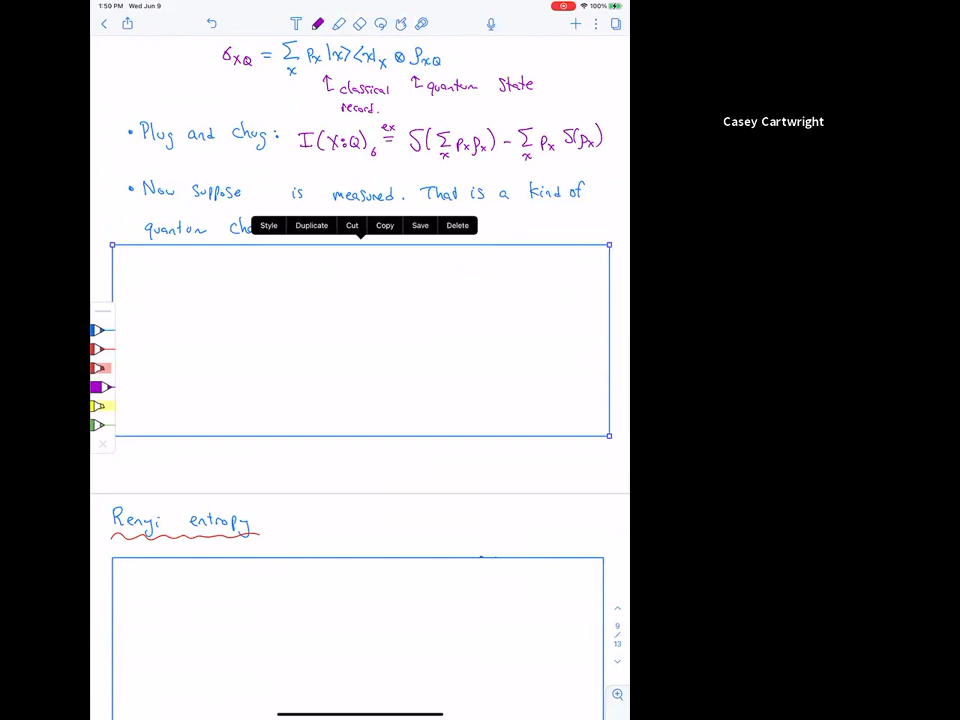 1:50 PM Wed Jun 9
100%
σ_XQ = Σ_x p_x |x><x|_x ⊗ ρ_xQ
↑ classical record. ↑ quantum state
• Plug and chug: I(X:Q)_σ ex= S(Σ_x p_x ρ_x) - Σ_x p_x S(ρ_x)
• Now suppose is measured. That is a kind of
quantum
Style Duplicate Cut Copy Save Delete
Renyi entropy
9
/
13
Casey Cartwright